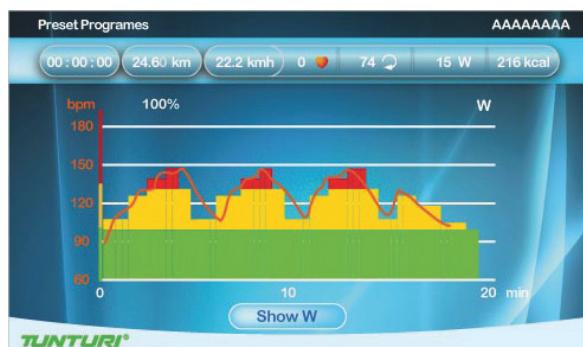 Preset Programes AAAAAAAA
00:00:00 24.60 km 22.2 kmh 0 74 15 W 216 kcal
bpm 100% W
180
150
120
90
60
0 10 20 min
Show W
TUNTURI®